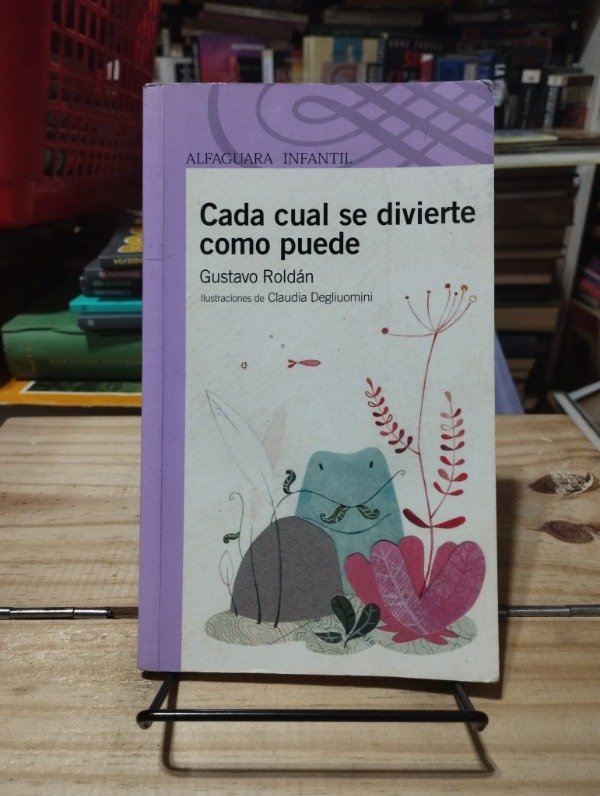 ALFAGUARA INFANTIL
Cada cual se divierte
como puede
Gustavo Roldán
Ilustraciones de Claudia Degliuomini